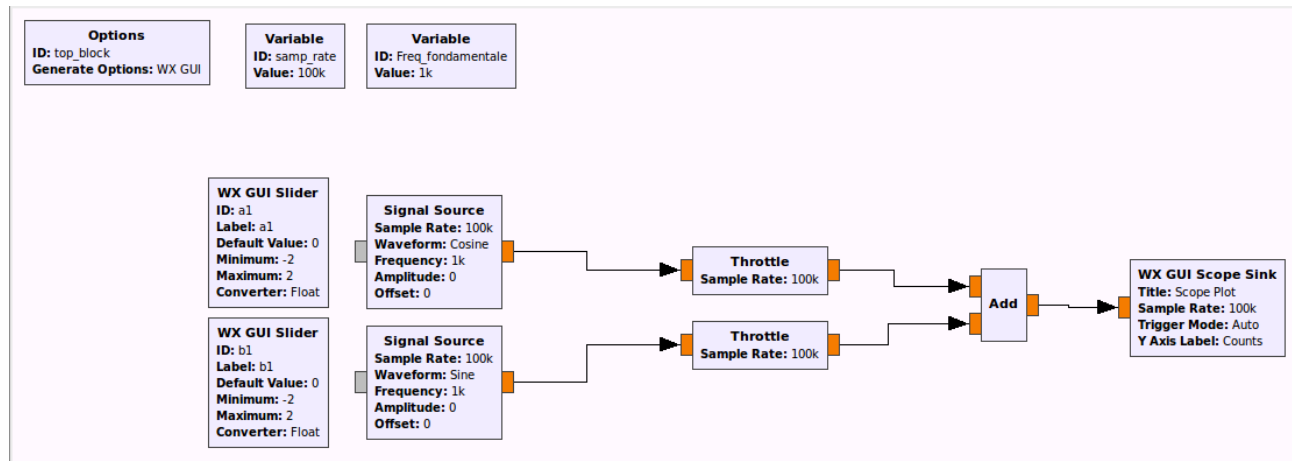 Options
ID: top_block
Generate Options: WX GUI
Variable
ID: samp_rate
Value: 100k
Variable
ID: Freq_fondamentale
Value: 1k
WX GUI Slider
ID: a1
Label: a1
Default Value: 0
Minimum: -2
Maximum: 2
Converter: Float
Signal Source
Sample Rate: 100k
Waveform: Cosine
Frequency: 1k
Amplitude: 0
Offset: 0
Throttle
Sample Rate: 100k
Add
WX GUI Scope Sink
Title: Scope Plot
Sample Rate: 100k
Trigger Mode: Auto
Y Axis Label: Counts
WX GUI Slider
ID: b1
Label: b1
Default Value: 0
Minimum: -2
Maximum: 2
Converter: Float
Signal Source
Sample Rate: 100k
Waveform: Sine
Frequency: 1k
Amplitude: 0
Offset: 0
Throttle
Sample Rate: 100k